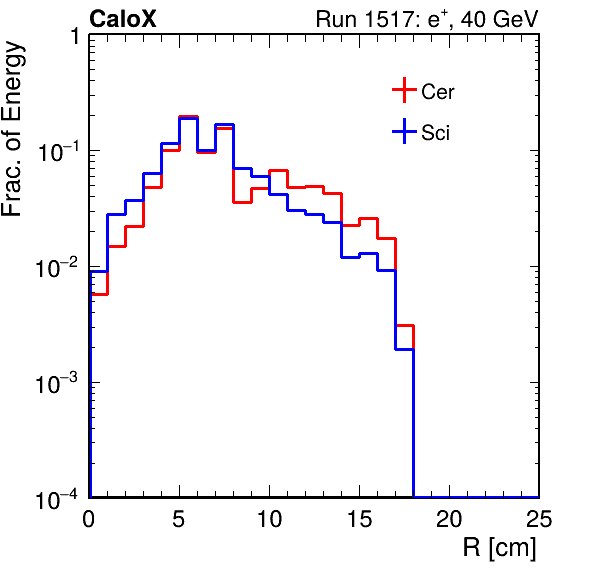 CaloX
Run 1517: e⁺, 40 GeV
Frac. of Energy
1
10⁻¹
10⁻²
10⁻³
10⁻⁴
Cer
Sci
0 5 10 15 20 25
R [cm]